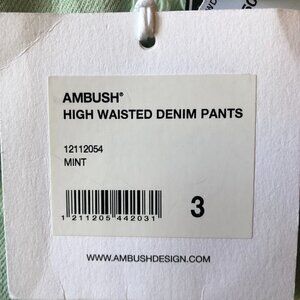 AMBUSH®
HIGH WAISTED DENIM PANTS
12112054
MINT
1 211205 442031
3
WWW.AMBUSHDESIGN.COM